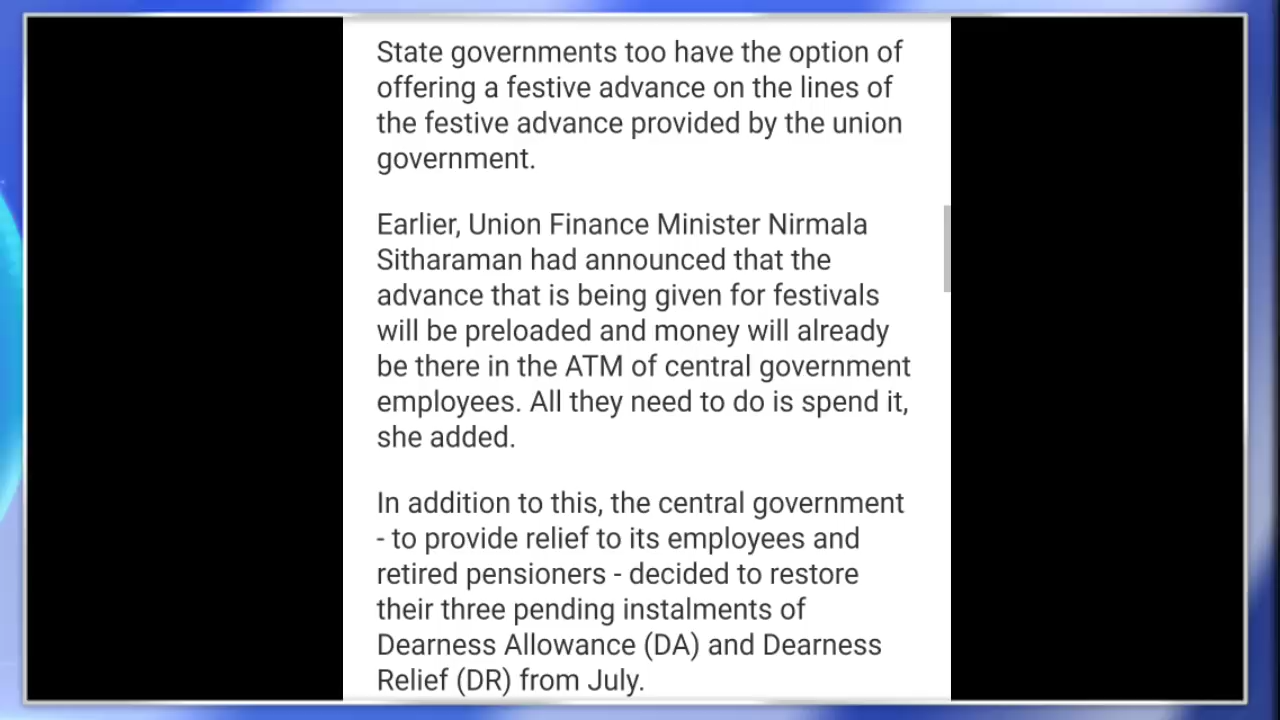 State governments too have the option of
offering a festive advance on the lines of
the festive advance provided by the union
government.
Earlier, Union Finance Minister Nirmala
Sitharaman had announced that the
advance that is being given for festivals
will be preloaded and money will already
be there in the ATM of central government
employees. All they need to do is spend it,
she added.
In addition to this, the central government
- to provide relief to its employees and
retired pensioners - decided to restore
their three pending instalments of
Dearness Allowance (DA) and Dearness
Relief (DR) from July.